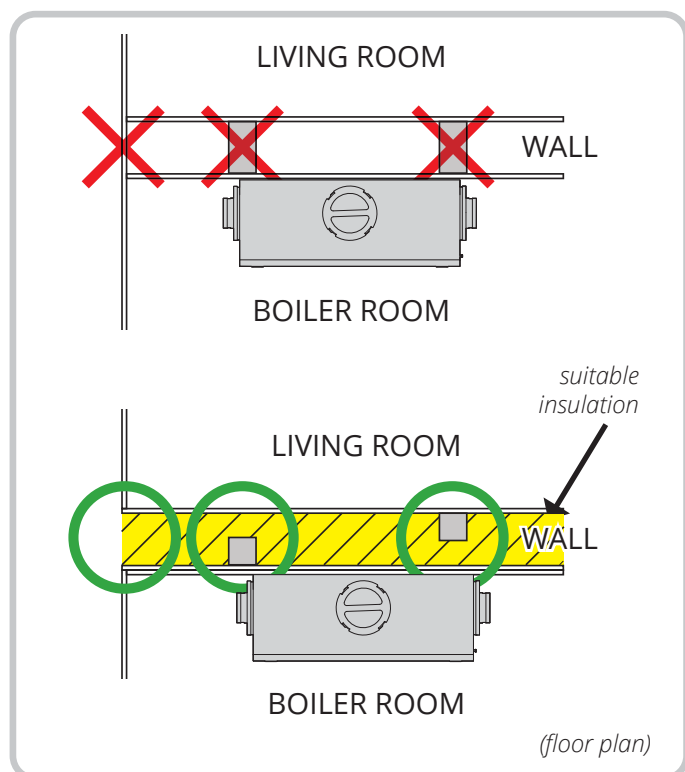 LIVING ROOM
WALL
BOILER ROOM
suitable
insulation
LIVING ROOM
WALL
BOILER ROOM
(floor plan)